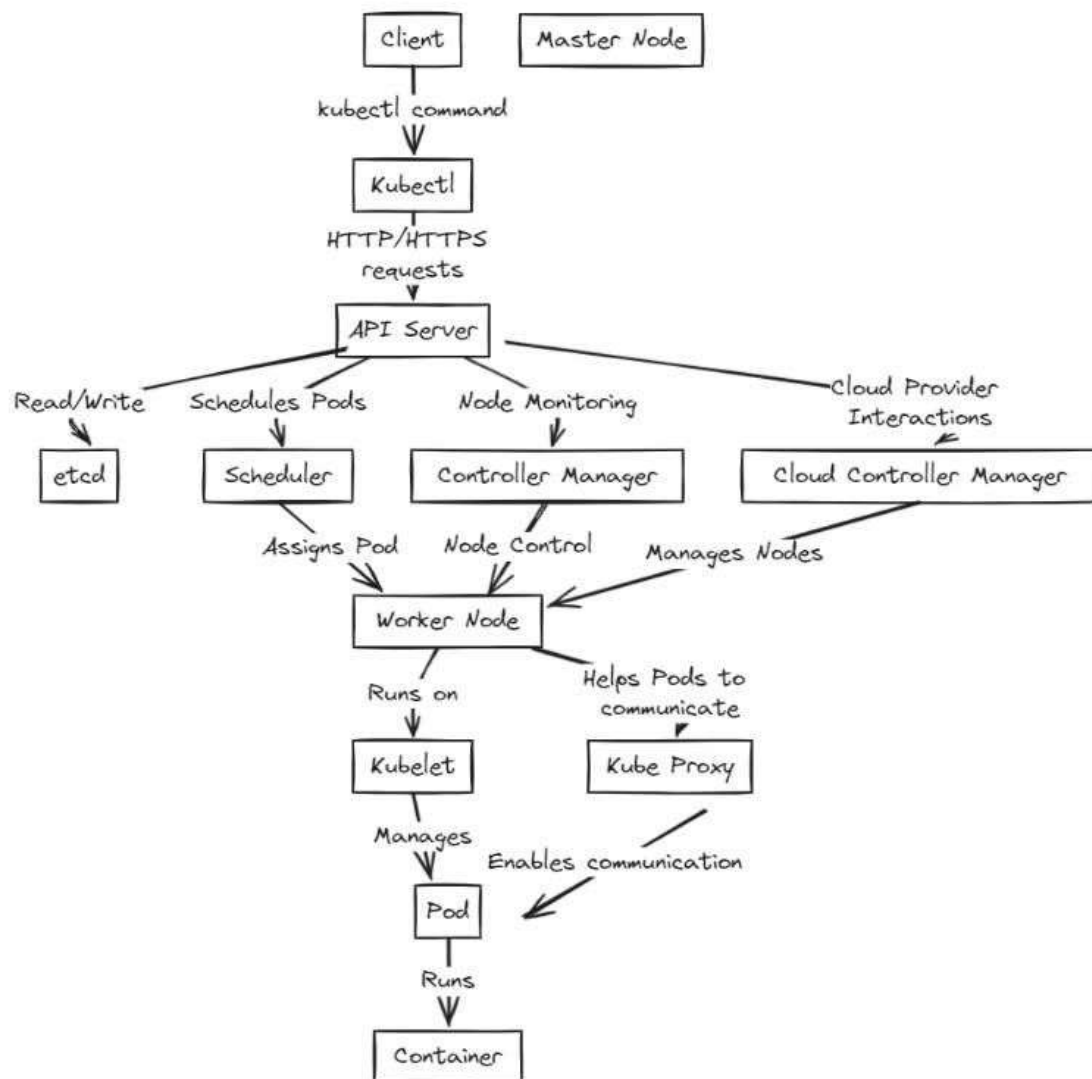 Client
Master Node
kubectl command
Kubectl
HTTP/HTTPS
requests
API Server
Read/Write
Schedules Pods
Node Monitoring
Cloud Provider
Interactions
etcd
Scheduler
Controller Manager
Cloud Controller Manager
Assigns Pod
Node Control
Manages Nodes
Worker Node
Runs on
Helps Pods to
communicate
Kubelet
Kube Proxy
Manages
Enables communication
Pod
Runs
Container